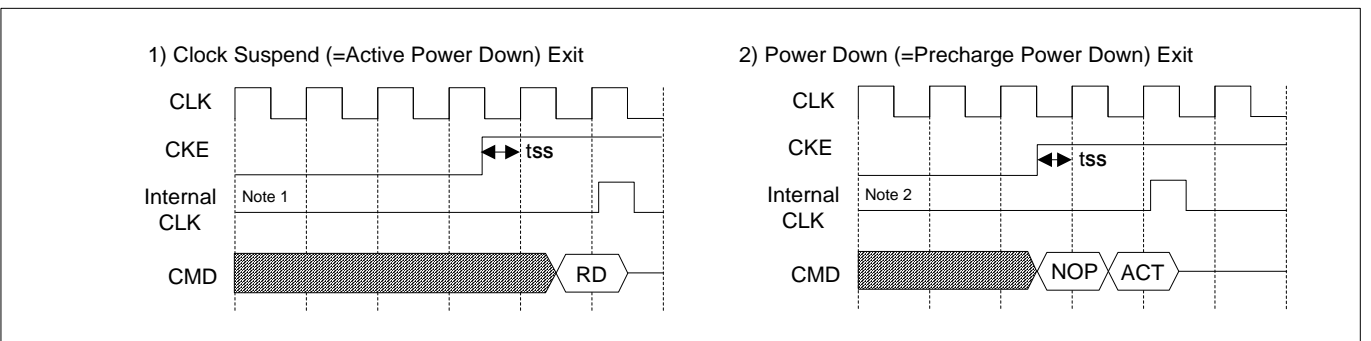 1) Clock Suspend (=Active Power Down) Exit
CLK
CKE
tss
Internal
CLK
Note 1
CMD
RD
2) Power Down (=Precharge Power Down) Exit
CLK
CKE
tss
Internal
CLK
Note 2
CMD
NOP
ACT